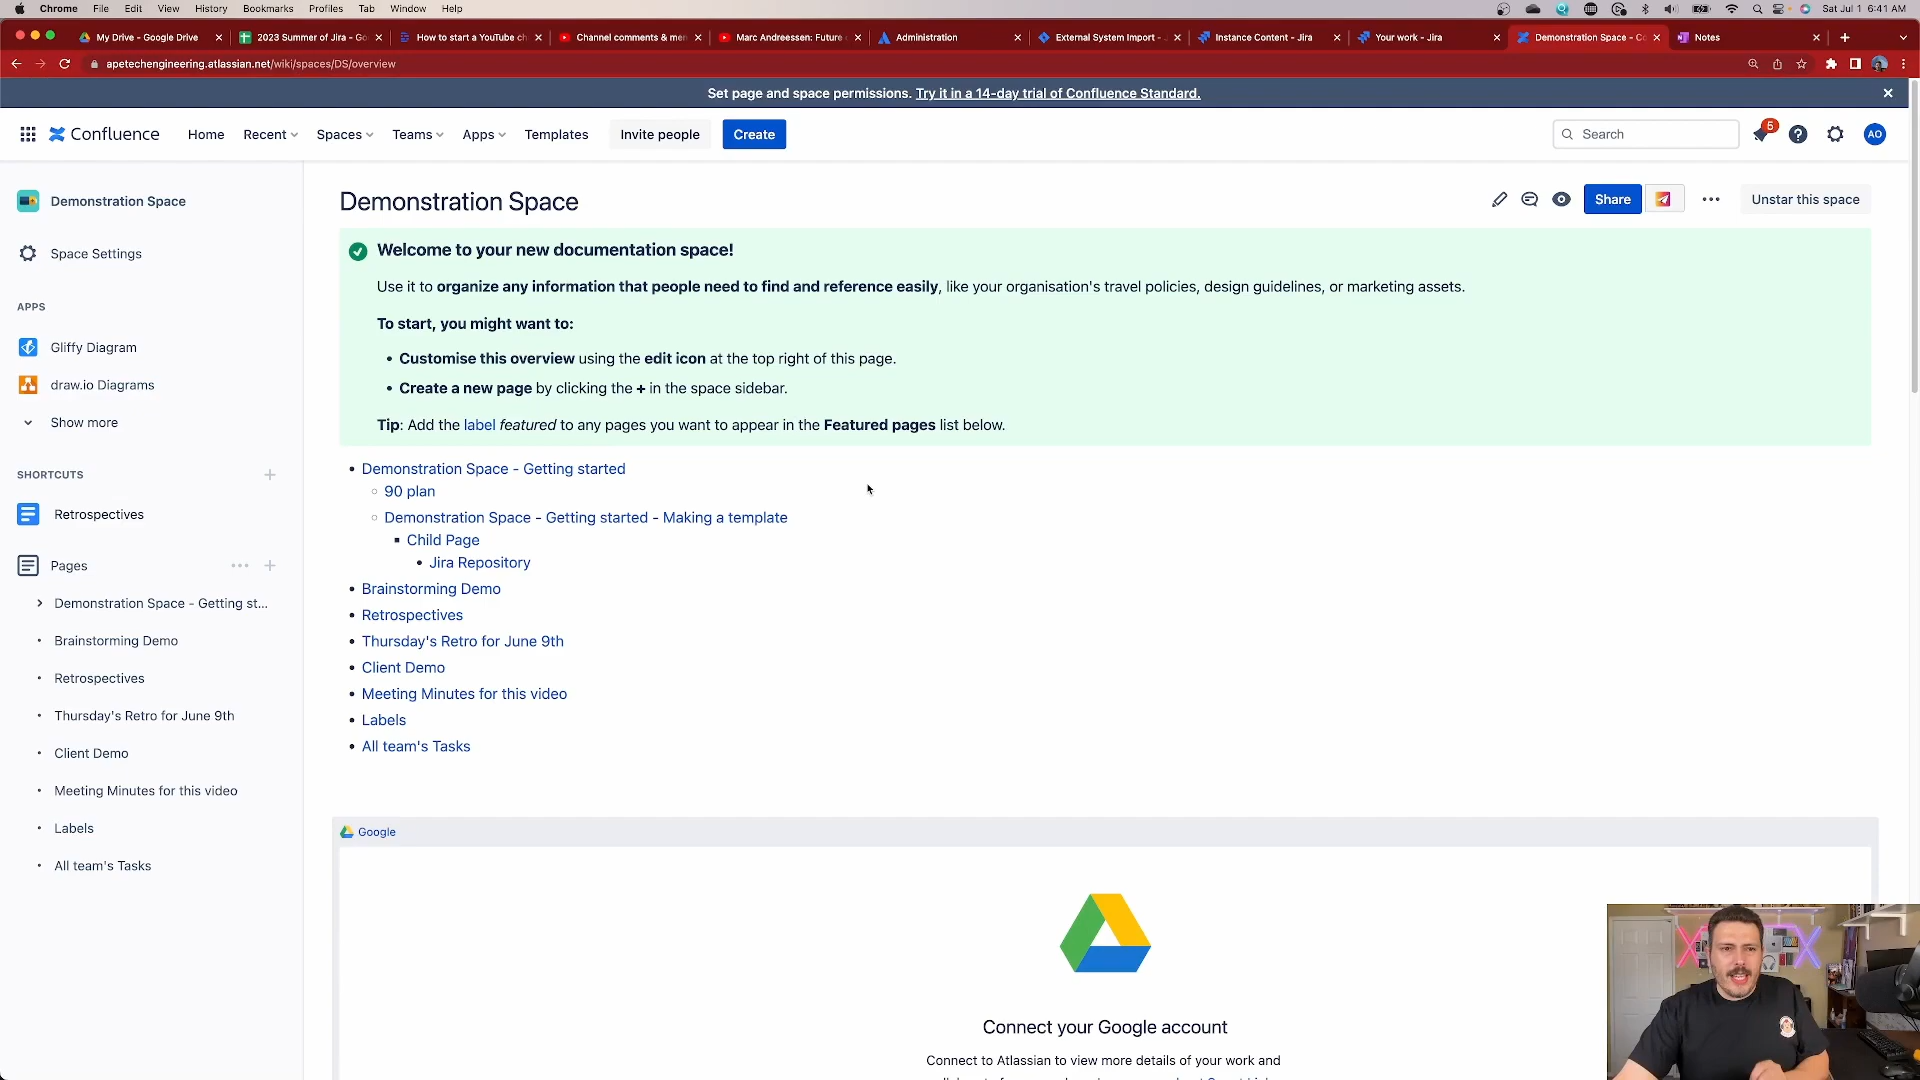 Chrome File Edit View History Bookmarks Profiles Tab Window Help Sat Jul 1 6:41 AM
My Drive - Google Drive 2023 Summer of Jira - Go How to start a YouTube ch Channel comments & men Marc Andreessen: Future Administration External System Import - J Instance Content - Jira Your work - Jira Demonstration Space - Co Notes
apetechengineering.atlassian.net/wiki/spaces/DS/overview
Set page and space permissions. Try it in a 14-day trial of Confluence Standard.
Confluence Home Recent Spaces Teams Apps Templates Invite people Create Search 5 AO
Demonstration Space
Space Settings
APPS
Gliffy Diagram
draw.io Diagrams
Show more
SHORTCUTS
Retrospectives
Pages
Demonstration Space - Getting st...
Brainstorming Demo
Retrospectives
Thursday's Retro for June 9th
Client Demo
Meeting Minutes for this video
Labels
All team's Tasks
Demonstration Space
Share
Unstar this space
Welcome to your new documentation space!
Use it to organize any information that people need to find and reference easily, like your organisation's travel policies, design guidelines, or marketing assets.
To start, you might want to:
• Customise this overview using the edit icon at the top right of this page.
• Create a new page by clicking the + in the space sidebar.
Tip: Add the label featured to any pages you want to appear in the Featured pages list below.
Demonstration Space - Getting started
90 plan
Demonstration Space - Getting started - Making a template
Child Page
Jira Repository
Brainstorming Demo
Retrospectives
Thursday's Retro for June 9th
Client Demo
Meeting Minutes for this video
Labels
All team's Tasks
Google
Connect your Google account
Connect to Atlassian to view more details of your work and